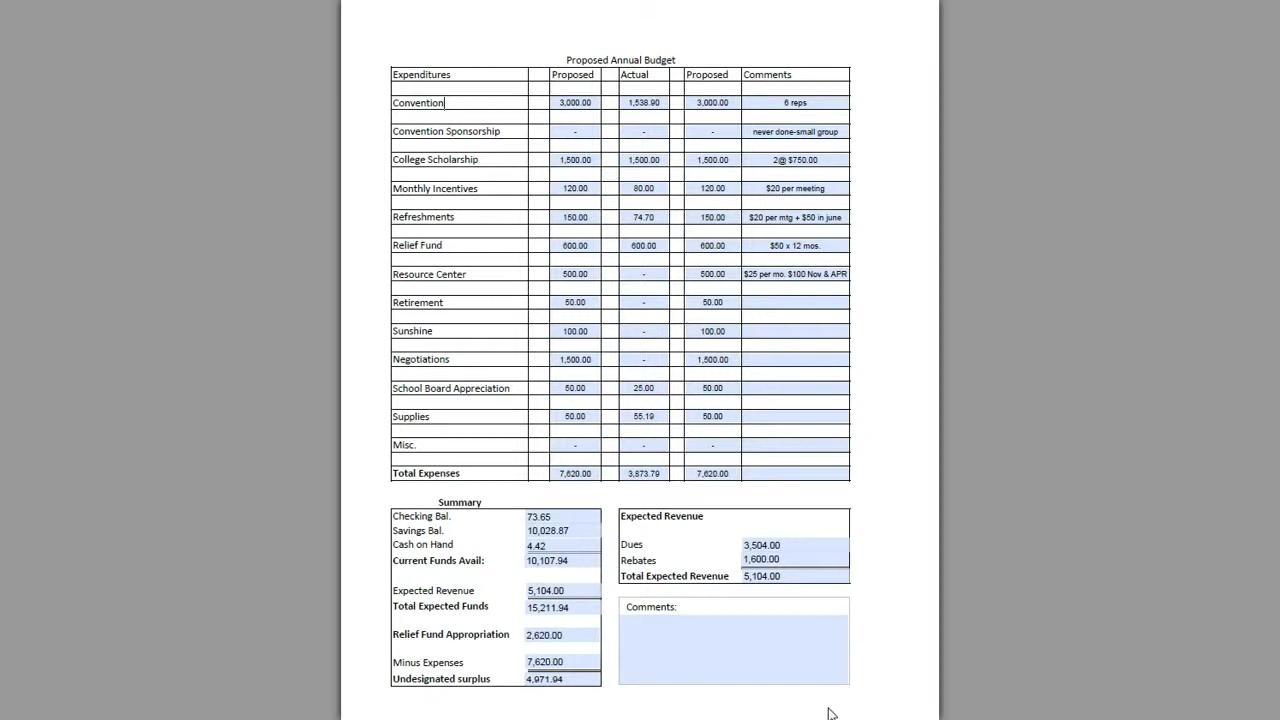 Proposed Annual Budget
Expenditures Proposed Actual Proposed Comments
Convention 3,000.00 1,538.90 3,000.00 6 reps
Convention Sponsorship - - - never done-small group
College Scholarship 1,500.00 1,500.00 1,500.00 2@ $750.00
Monthly Incentives 120.00 80.00 120.00 $20 per meeting
Refreshments 150.00 74.70 150.00 $20 per mtg + $50 in june
Relief Fund 600.00 600.00 600.00 $50 x 12 mos.
Resource Center 500.00 - 500.00 $25 per mo. $100 Nov & APR
Retirement 50.00 - 50.00
Sunshine 100.00 - 100.00
Negotiations 1,500.00 - 1,500.00
School Board Appreciation 50.00 25.00 50.00
Supplies 50.00 55.19 50.00
Misc. - - -
Total Expenses 7,620.00 3,873.79 7,620.00
Summary
Checking Bal. 73.65
Savings Bal. 10,028.87
Cash on Hand 4.42
Current Funds Avail: 10,107.94
Expected Revenue 5,104.00
Total Expected Funds 15,211.94
Relief Fund Appropriation 2,620.00
Minus Expenses 7,620.00
Undesignated surplus 4,971.94
Expected Revenue
Dues 3,504.00
Rebates 1,600.00
Total Expected Revenue 5,104.00
Comments: